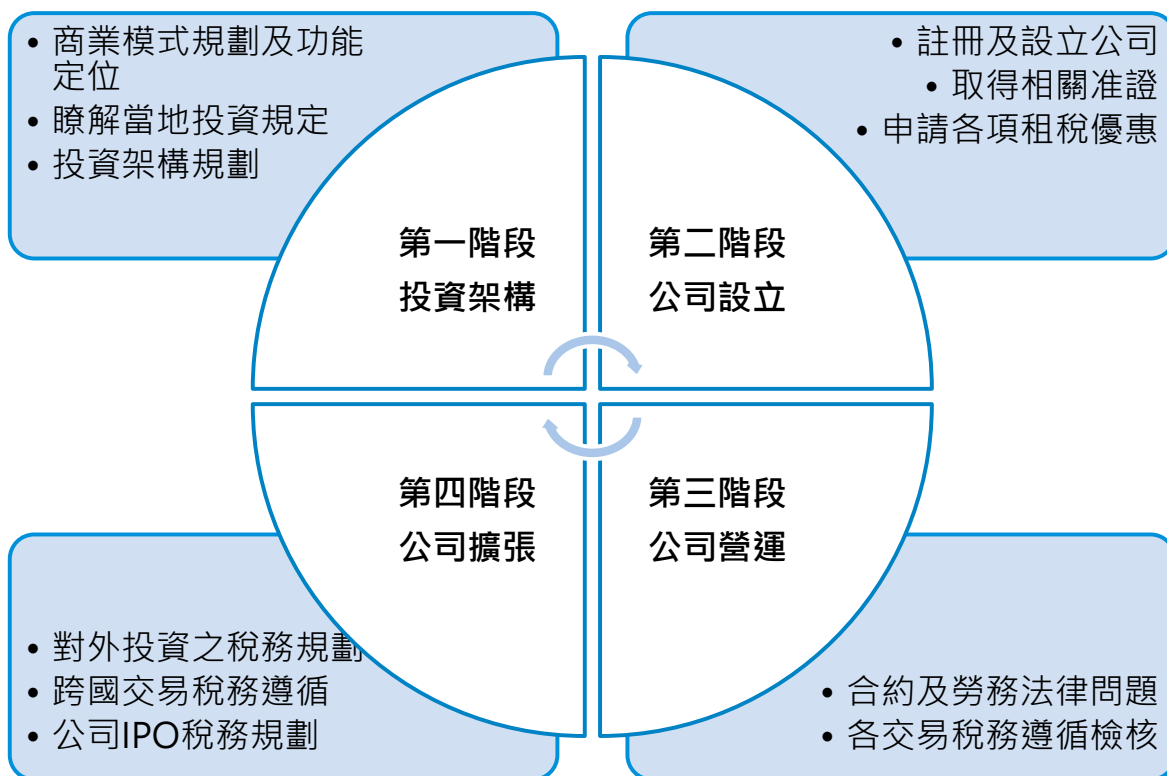 • 商業模式規劃及功能
定位
• 瞭解當地投資規定
• 投資架構規劃
• 註冊及設立公司
• 取得相關准證
• 申請各項租稅優惠
第一階段
投資架構
第二階段
公司設立
第四階段
公司擴張
第三階段
公司營運
• 對外投資之稅務規劃
• 跨國交易稅務遵循
• 公司IPO稅務規劃
• 合約及勞務法律問題
• 各交易稅務遵循檢核